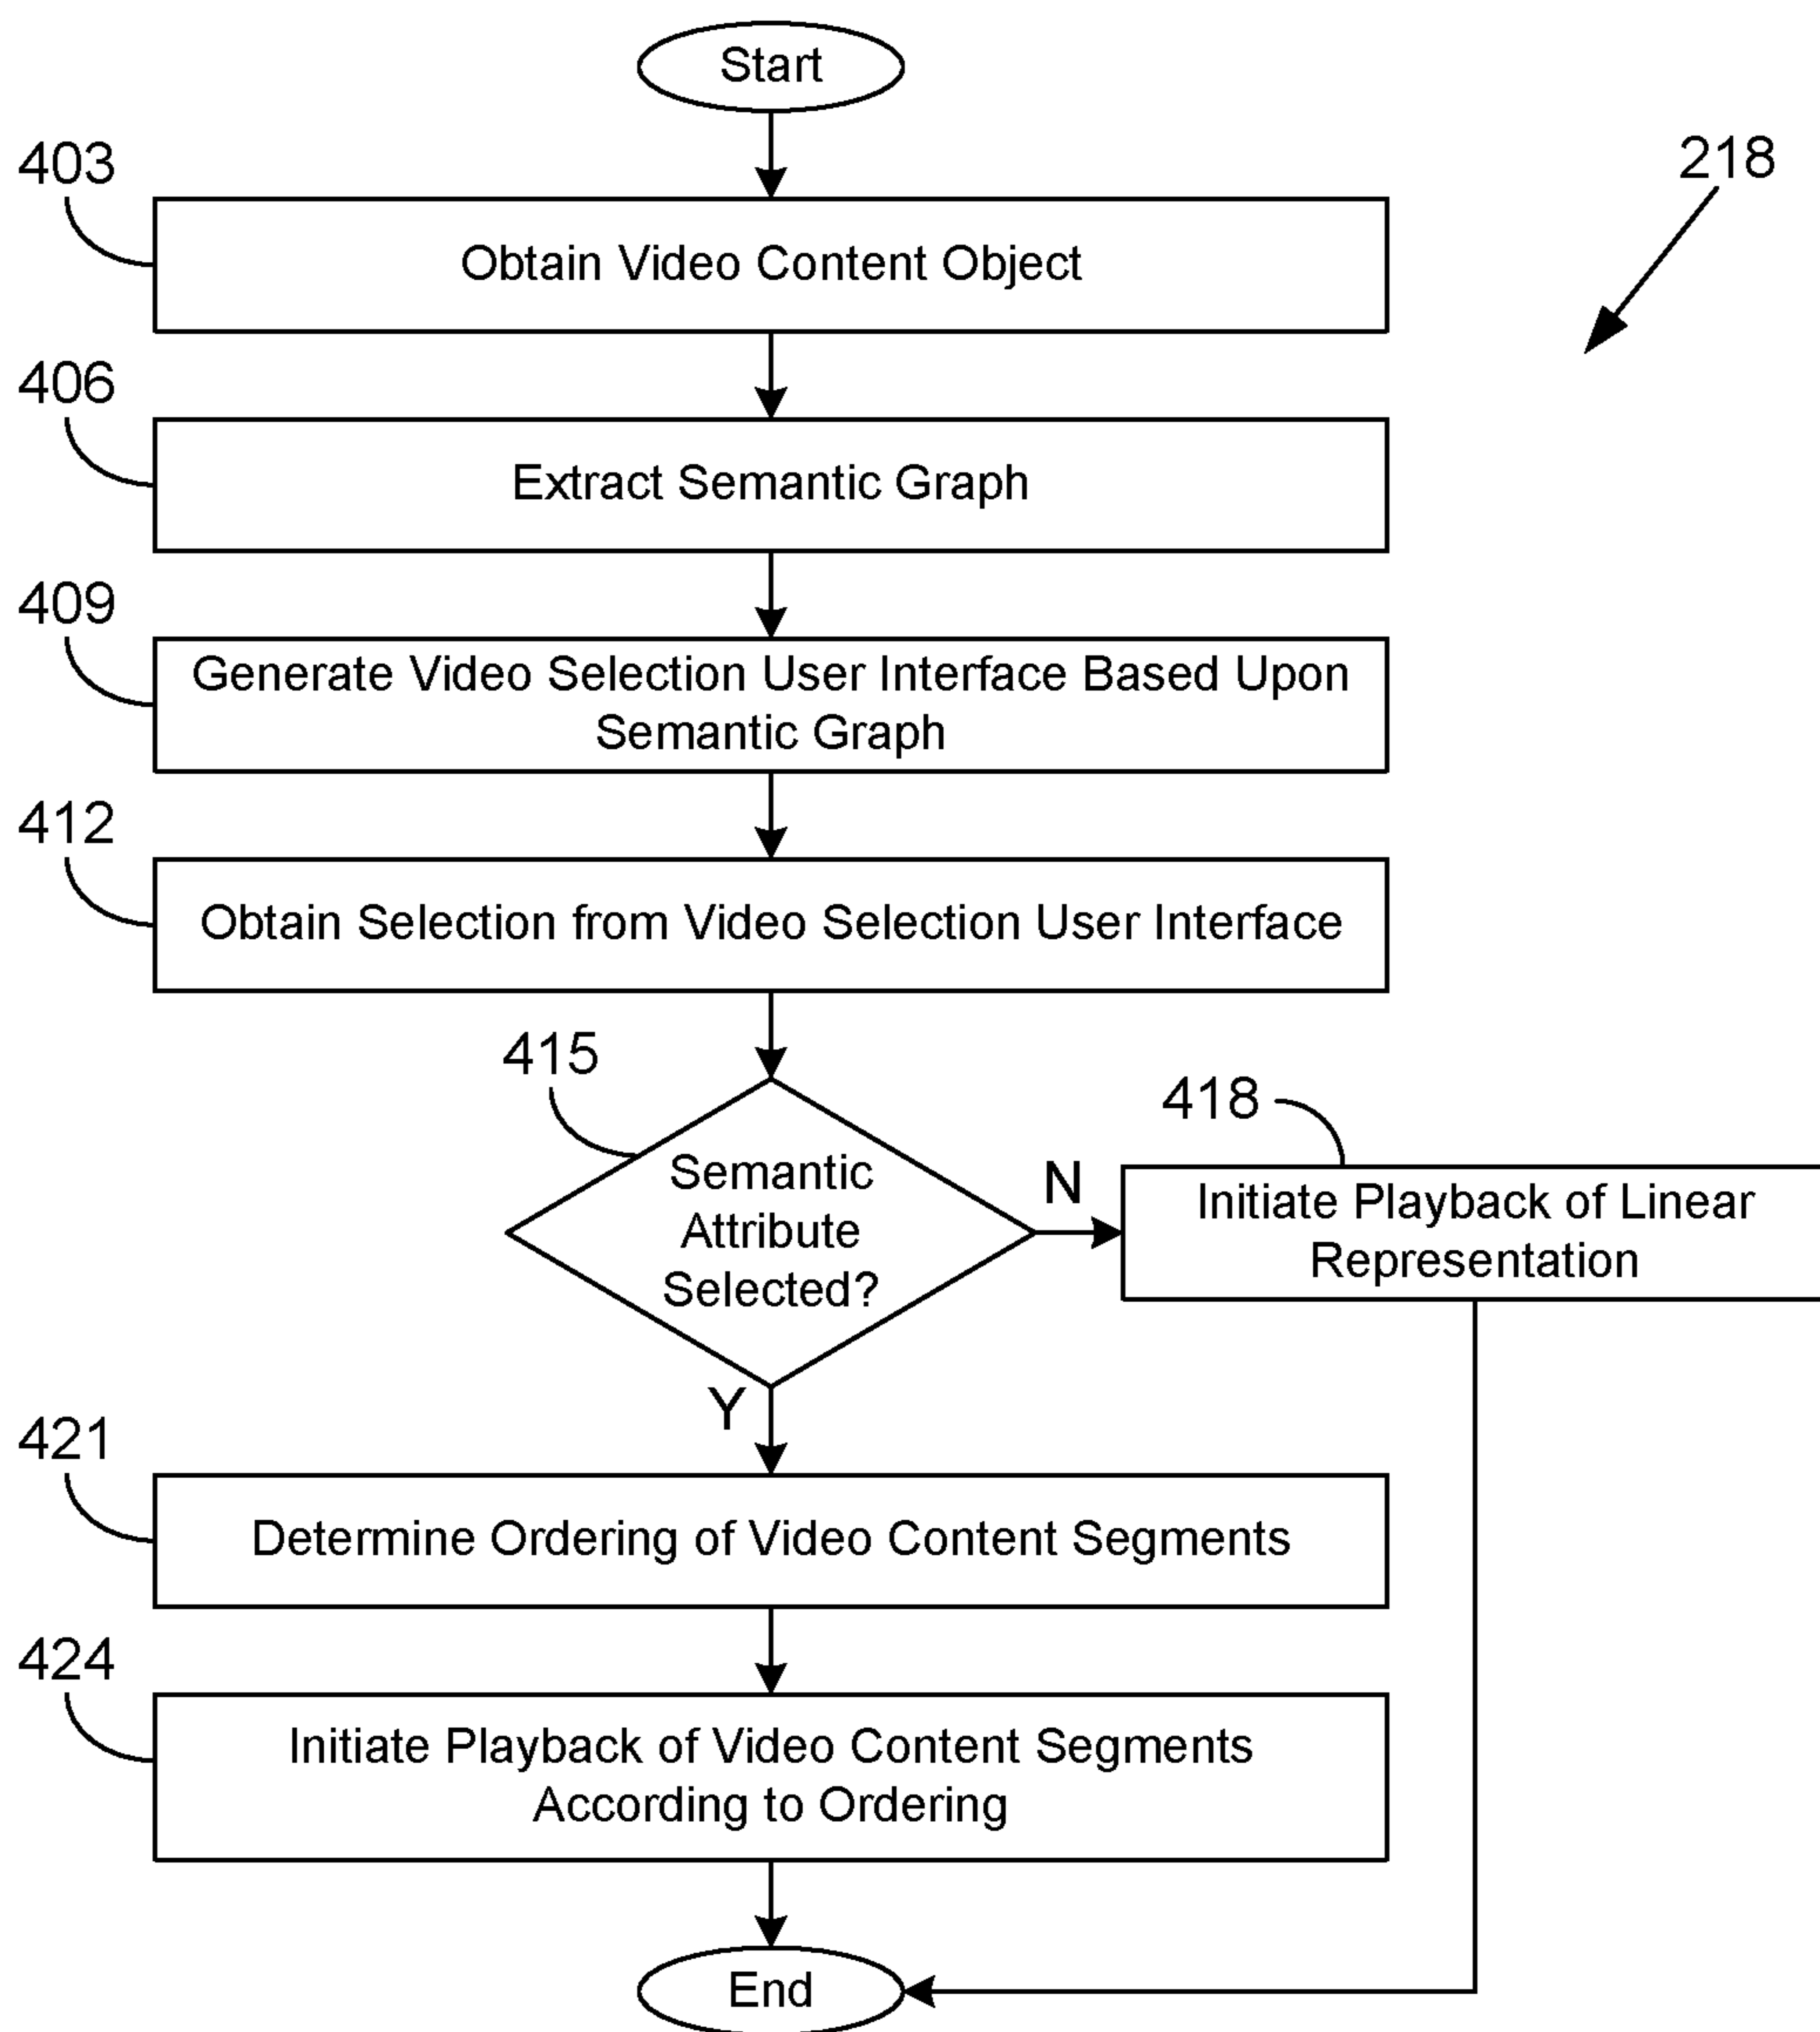 Start
403
218
Obtain Video Content Object
406
Extract Semantic Graph
409
Generate Video Selection User Interface Based Upon
Semantic Graph
412
Obtain Selection from Video Selection User Interface
415
Semantic
Attribute
Selected?
N
418
Initiate Playback of Linear
Representation
Y
421
Determine Ordering of Video Content Segments
424
Initiate Playback of Video Content Segments
According to Ordering
End